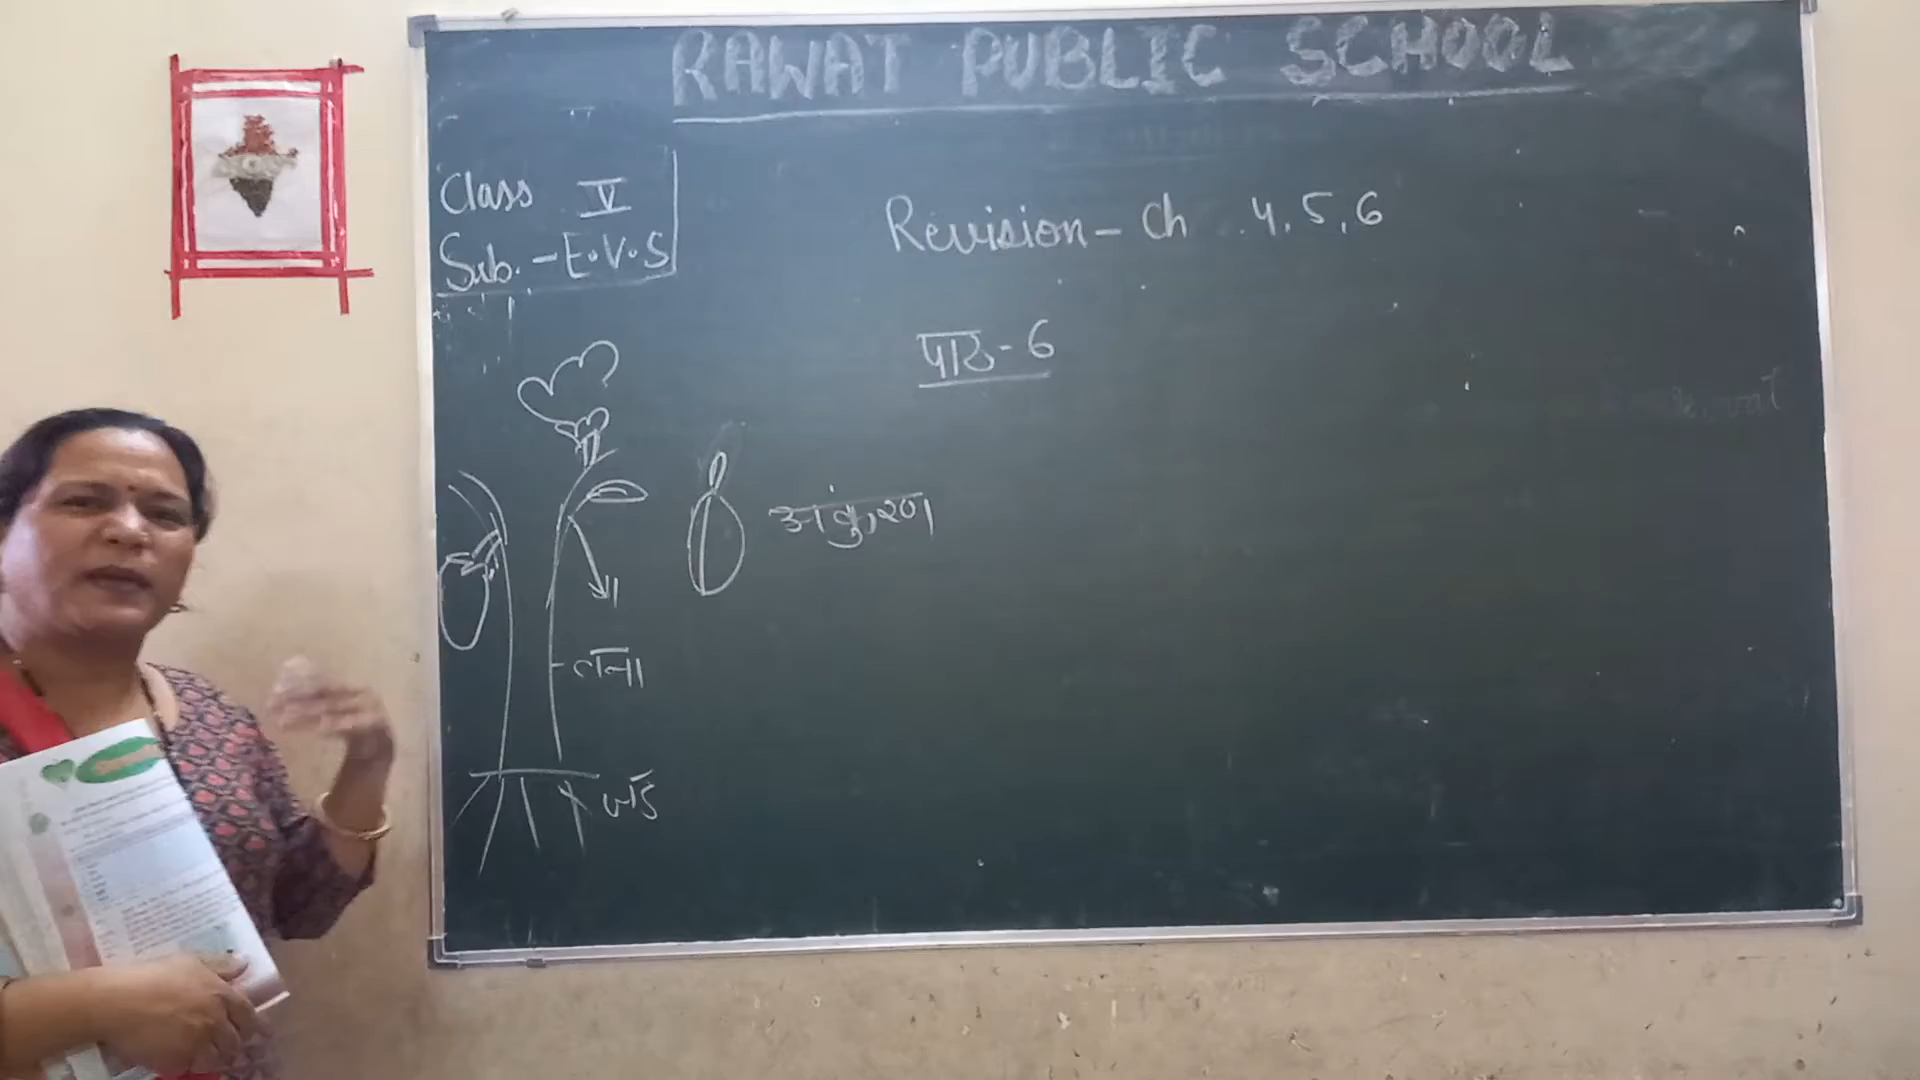 RAWAT PUBLIC SCHOOL
Class V
Sub. - E.V.S
Revision - Ch 4, 5, 6
पाठ - 6
अंकुरण
तना
जड़